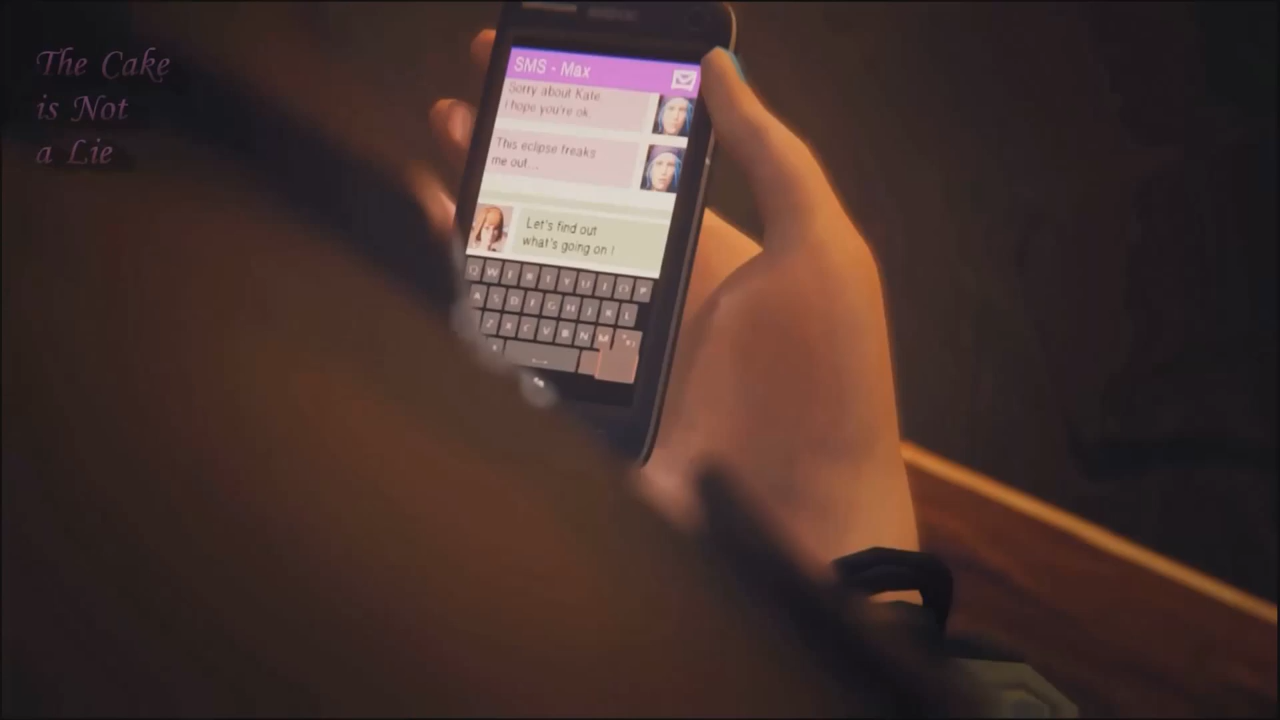 The Cake
is Not
a Lie
SMS - Max
Sorry about Kate.
i hope you're ok.
This eclipse freaks
me out...
Let's find out
what's going on !
Q W E R T Y U I O P
A S D F G H J K L
Z X C V B N M